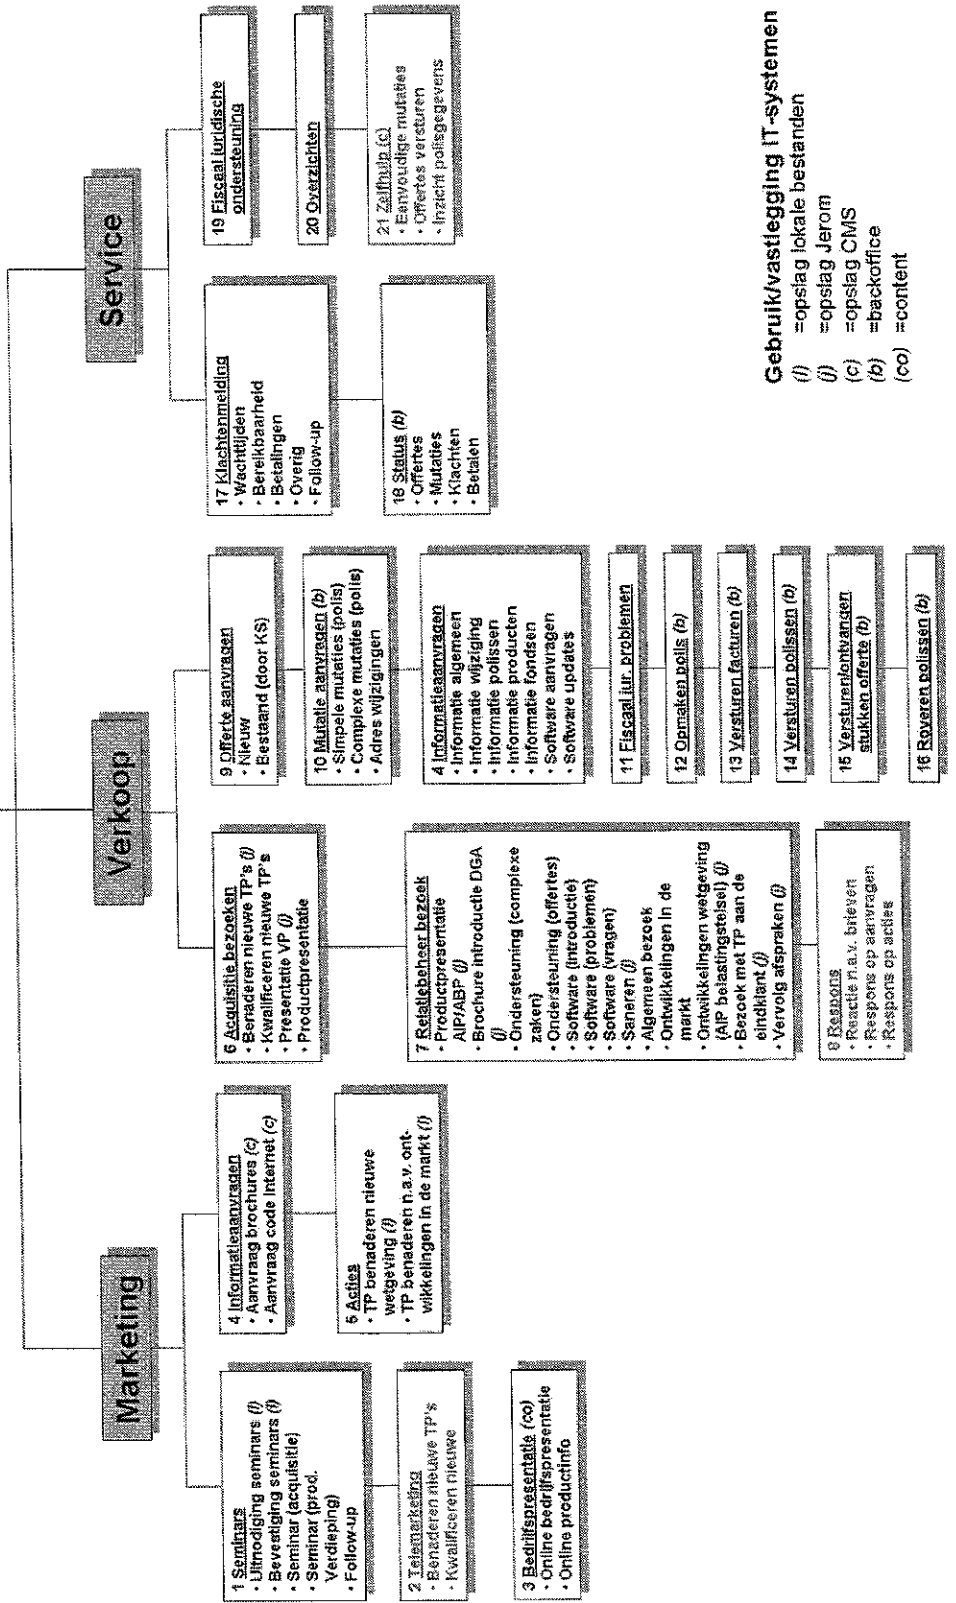 Marketing
1 Seminars
• Uitnodiging seminars (l)
• Bevestiging seminars (l)
• Seminar (acquisitie)
• Seminar (prod.
Verdieping)
• Follow-up
2 Telemarketing
• Benaderen nieuwe TP's
• Kwalificeren nieuwe
3 Bedrijfspresentatie (co)
• Online bedrijfspresentatie
• Online productinfo
4 Informatieaanvragen
• Aanvraag brochures (c)
• Aanvraag code Internet (c)
5 Acties
• TP benaderen nieuwe
wetgeving (l)
• TP benaderen n.a.v. ont-
wikkelingen in de markt (l)
Verkoop
6 Acquisitie bezoeken
• Benaderen nieuwe TP's (j)
• Kwalificeren nieuwe TP's
• Presentatie VP (j)
• Productpresentatie
7 Relatiebeheer bezoek
• Productpresentatie
AIP/ABP (j)
• Brochure introductie DGA
(j)
• Ondersteuning (complexe
zaken)
• Ondersteuning (offertes)
• Software (introductie)
• Software (problemen)
• Software (vragen)
• Saneren (j)
• Algemeen bezoek
• Ontwikkelingen in de
markt
• Ontwikkelingen wetgeving
(AIP belastingstelsel) (j)
• Bezoek met TP aan de
eindklant (j)
• Vervolg afspraken (j)
8 Respons
• Reactie n.a.v. brieven
• Respons op aanvragen
• Respons op acties
9 Offerte aanvragen
• Nieuw
• Bestaand (door KS)
10 Mutatie aanvragen (b)
• Simpele mutaties (polis)
• Complexe mutaties (polis)
• Adres wijzigingen
4 Informatieaanvragen
• Informatie algemeen
• Informatie wijziging
• Informatie polissen
• Informatie producten
• Informatie fondsen
• Software aanvragen
• Software updates
11 Fiscaal jur. problemen
12 Opmaken polis (b)
13 Versturen facturen (b)
14 Versturen polissen (b)
15 Versturen/ontvangen
stukken offerte (b)
16 Royeren polissen (b)
Service
17 Klachtenmelding
• Wachttijden
• Bereikbaarheid
• Betalingen
• Overig
• Follow-up
18 Status (b)
• Offertes
• Mutaties
• Klachten
• Betalen
19 Fiscaal juridische
ondersteuning
20 Overzichten
21 Zelfhulp (c)
• Eenvoudige mutaties
• Offertes versturen
• Inzicht polisgegevens
Gebruik/vastlegging IT-systemen
(l) =opslag lokale bestanden
(j) =opslag Jerom
(c) =opslag CMS
(b) =backoffice
(co) =content